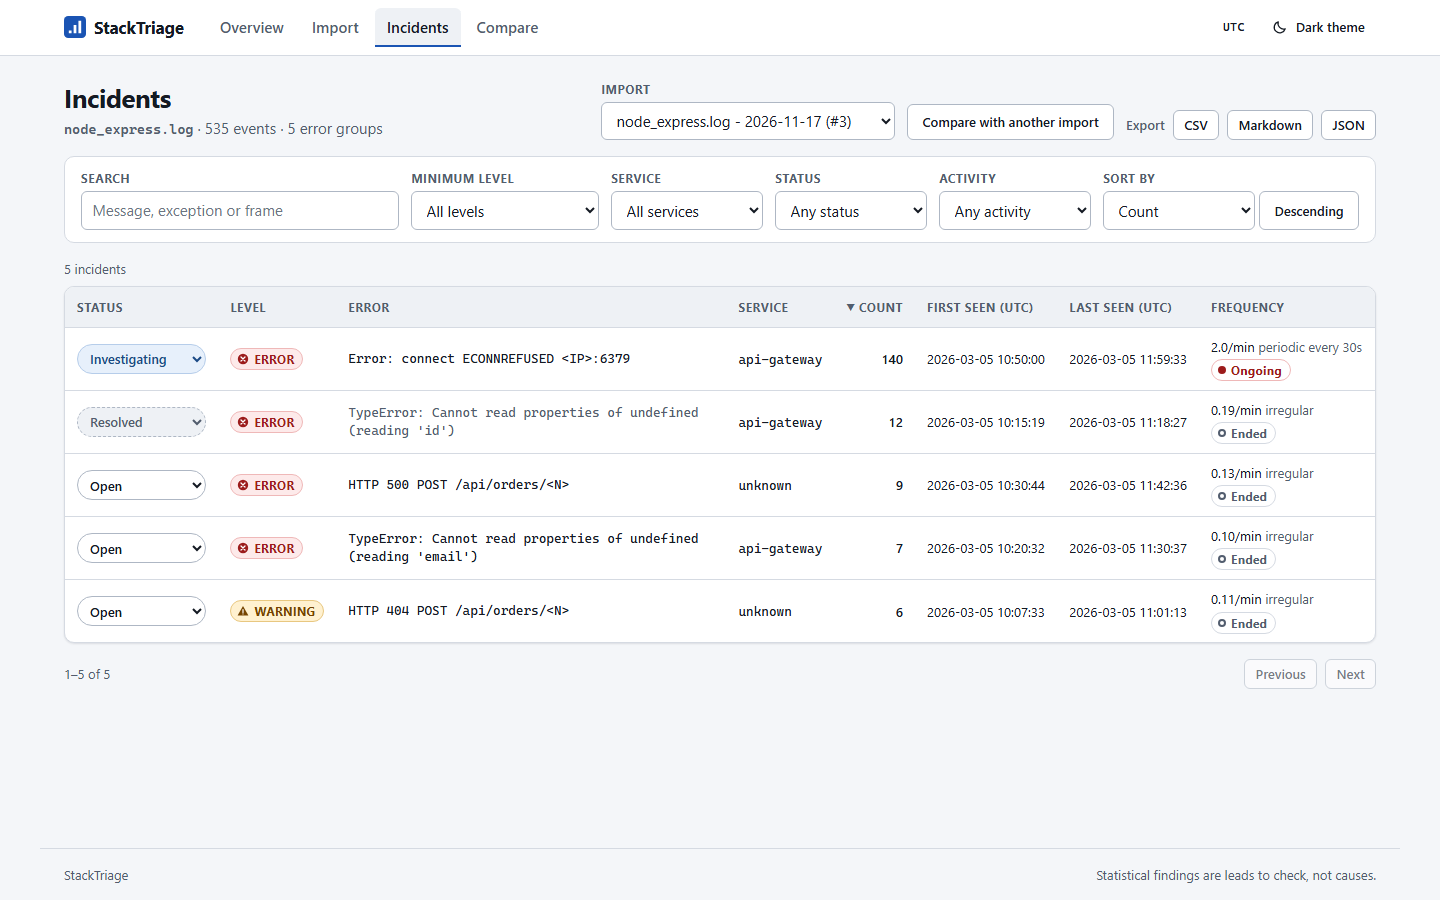 StackTriage
Overview
Import
Incidents
Compare
UTC
Dark theme
Incidents
node_express.log · 535 events · 5 error groups
IMPORT
node_express.log - 2026-11-17 (#3)
Compare with another import
Export
CSV
Markdown
JSON
SEARCH
Message, exception or frame
MINIMUM LEVEL
All levels
SERVICE
All services
STATUS
Any status
ACTIVITY
Any activity
SORT BY
Count
Descending
5 incidents
STATUS LEVEL ERROR SERVICE ▼ COUNT FIRST SEEN (UTC) LAST SEEN (UTC) FREQUENCY
Investigating ERROR Error: connect ECONNREFUSED <IP>:6379 api-gateway 140 2026-03-05 10:50:00 2026-03-05 11:59:33 2.0/min periodic every 30s
Ongoing
Resolved ERROR TypeError: Cannot read properties of undefined
(reading 'id') api-gateway 12 2026-03-05 10:15:19 2026-03-05 11:18:27 0.19/min irregular
Ended
Open ERROR HTTP 500 POST /api/orders/<N> unknown 9 2026-03-05 10:30:44 2026-03-05 11:42:36 0.13/min irregular
Ended
Open ERROR TypeError: Cannot read properties of undefined
(reading 'email') api-gateway 7 2026-03-05 10:20:32 2026-03-05 11:30:37 0.10/min irregular
Ended
Open WARNING HTTP 404 POST /api/orders/<N> unknown 6 2026-03-05 10:07:33 2026-03-05 11:01:13 0.11/min irregular
Ended
1–5 of 5
Previous
Next
StackTriage
Statistical findings are leads to check, not causes.